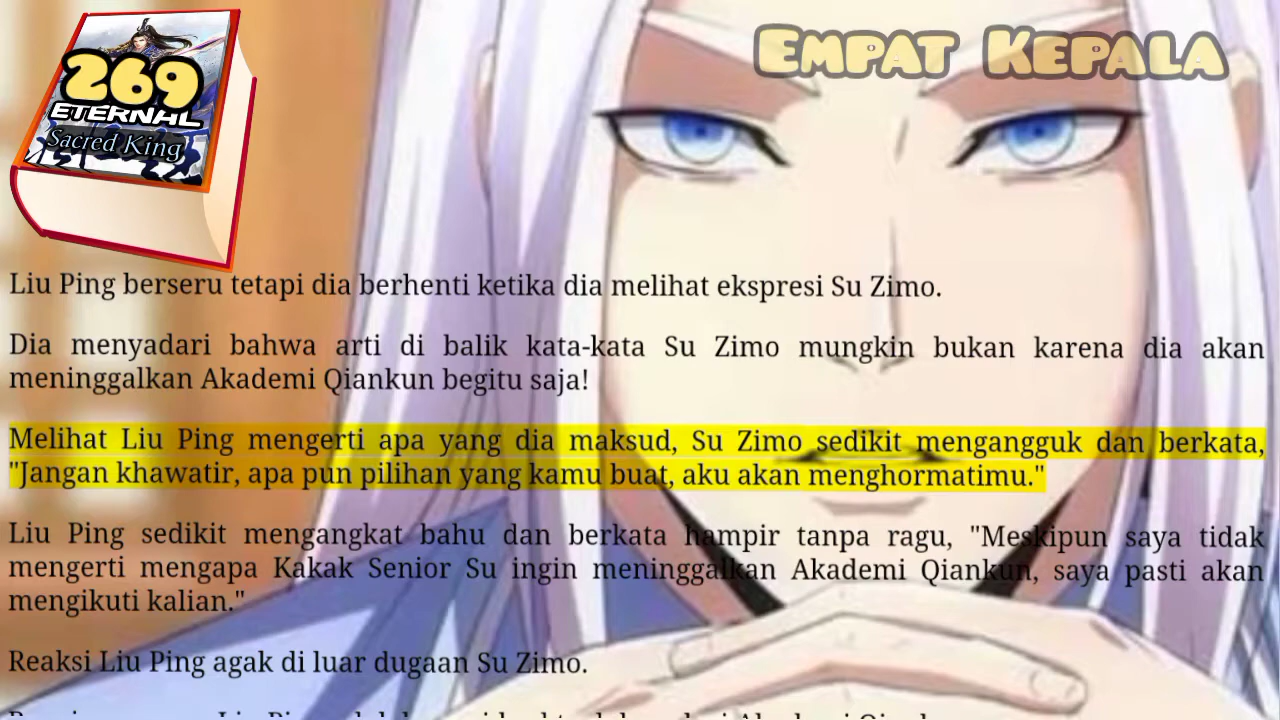 269
ETERNAL
Sacred King
EMPAT KEPALA
Liu Ping berseru tetapi dia berhenti ketika dia melihat ekspresi Su Zimo.
Dia menyadari bahwa arti di balik kata-kata Su Zimo mungkin bukan karena dia akan
meninggalkan Akademi Qiankun begitu saja!
Melihat Liu Ping mengerti apa yang dia maksud, Su Zimo sedikit mengangguk dan berkata,
"Jangan khawatir, apa pun pilihan yang kamu buat, aku akan menghormatimu."
Liu Ping sedikit mengangkat bahu dan berkata hampir tanpa ragu, "Meskipun saya tidak
mengerti mengapa Kakak Senior Su ingin meninggalkan Akademi Qiankun, saya pasti akan
mengikuti kalian."
Reaksi Liu Ping agak di luar dugaan Su Zimo.